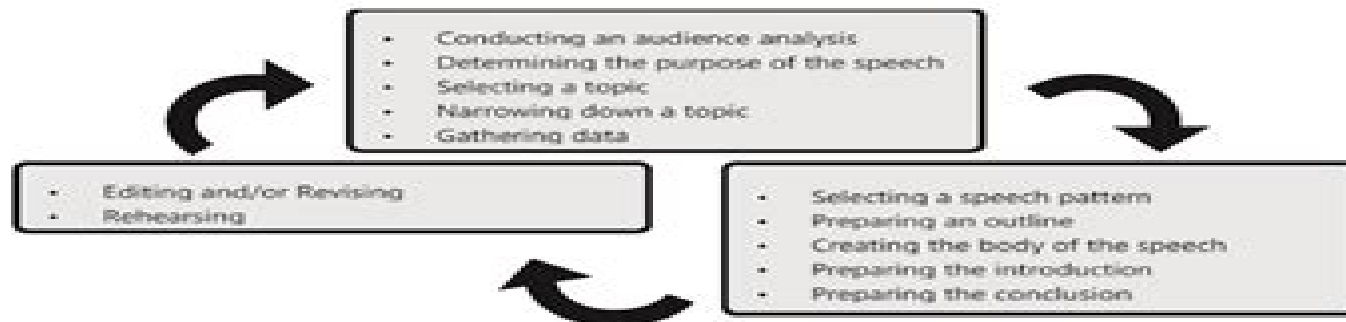 • Conducting an audience analysis
• Determining the purpose of the speech
• Selecting a topic
• Narrowing down a topic
• Gathering data
• Selecting a speech pattern
• Preparing an outline
• Creating the body of the speech
• Preparing the introduction
• Preparing the conclusion
• Editing and/or Revising
• Rehearsing